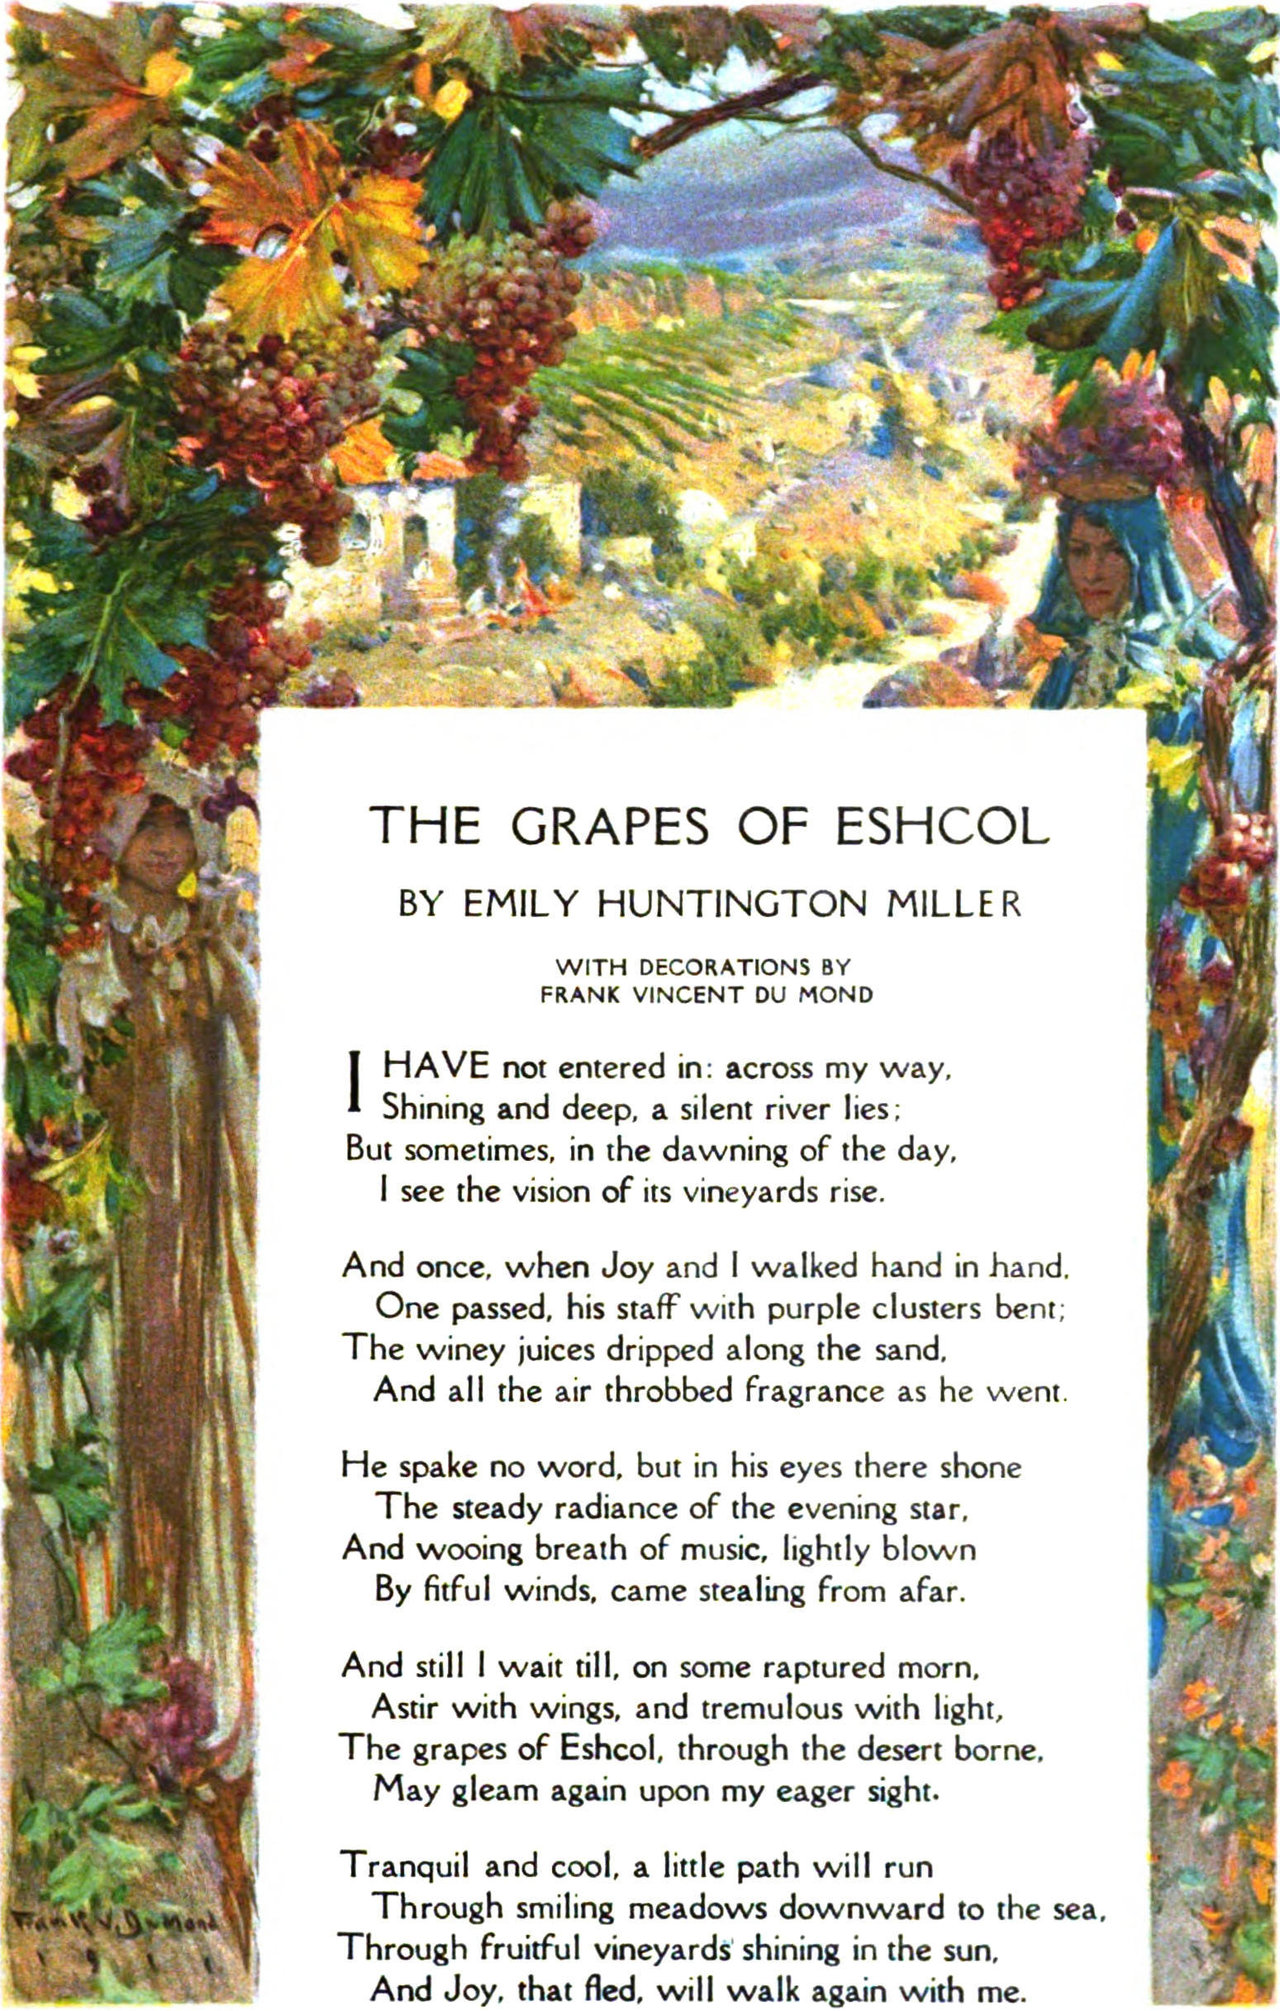 THE GRAPES OF ESHCOL
BY EMILY HUNTINGTON MILLER
WITH DECORATIONS BY
FRANK VINCENT DU MOND
I HAVE not entered in: across my way,
Shining and deep, a silent river lies;
But sometimes, in the dawning of the day,
I see the vision of its vineyards rise.
And once, when Joy and I walked hand in hand,
One passed, his staff with purple clusters bent;
The winey juices dripped along the sand,
And all the air throbbed fragrance as he went.
He spake no word, but in his eyes there shone
The steady radiance of the evening star,
And wooing breath of music, lightly blown
By fitful winds, came stealing from afar.
And still I wait till, on some raptured morn,
Astir with wings, and tremulous with light,
The grapes of Eshcol, through the desert borne,
May gleam again upon my eager sight.
Tranquil and cool, a little path will run
Through smiling meadows downward to the sea,
Through fruitful vineyards shining in the sun,
And Joy, that fled, will walk again with me.
Frank V. DuMond
1911